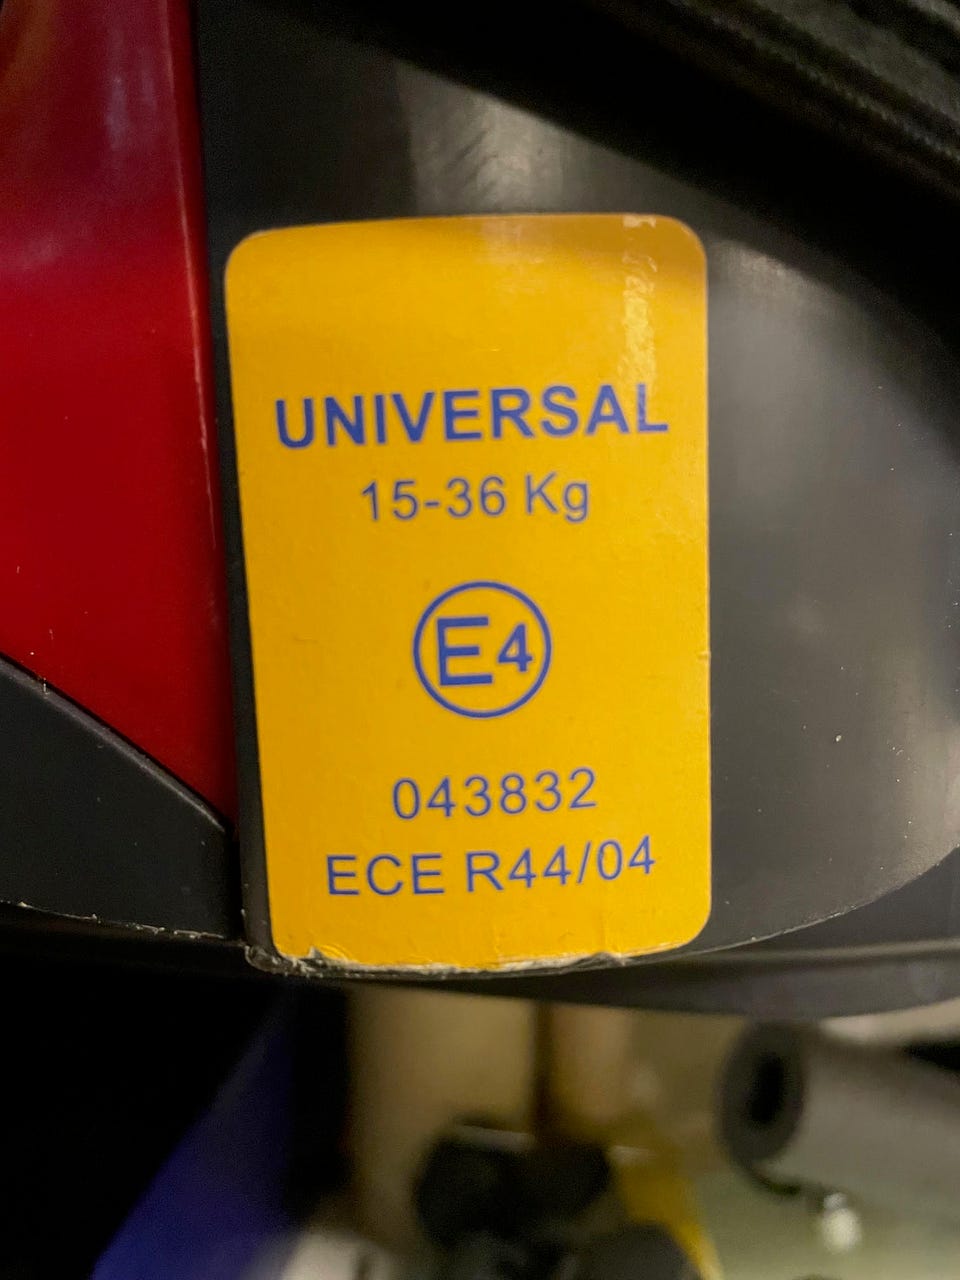 UNIVERSAL
15-36 Kg
E4
043832
ECE R44/04